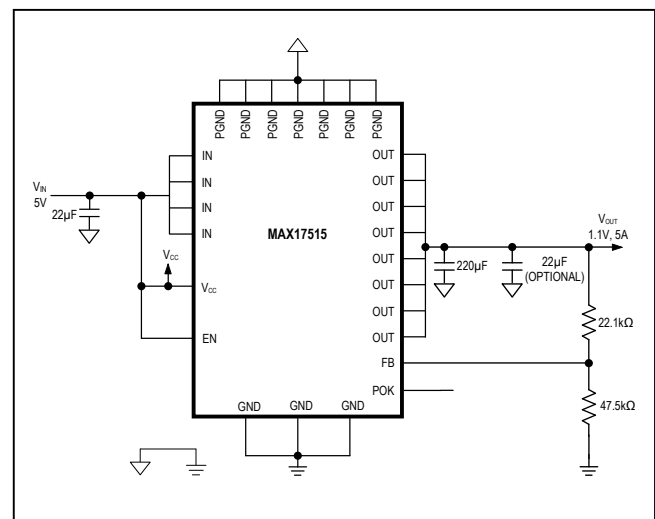 PGND PGND PGND PGND PGND PGND PGND
IN
IN
IN
IN
V_CC
EN
MAX17515
OUT
OUT
OUT
OUT
OUT
OUT
OUT
OUT
FB
POK
GND GND GND
V_IN
5V
22µF
V_CC
220µF
22µF
(OPTIONAL)
V_OUT
1.1V, 5A
22.1kΩ
47.5kΩ